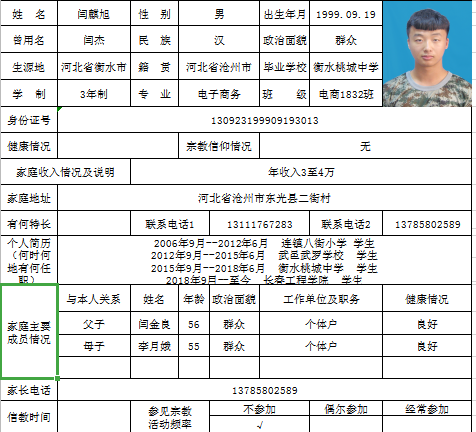 姓 名 闫麒旭 性 别 男 出生年月 1999.09.19
曾用名 闫杰 民 族 汉 政治面貌 群众
生源地 河北省衡水市 籍 贯 河北省沧州市 毕业学校 衡水桃城中学
学 制 3年制 专 业 电子商务 班 级 电商1832班
身份证号 130923199909193013
健康情况 宗教信仰情况 无
家庭收入情况及说明 年收入3至4万
家庭地址 河北省沧州市东光县二街村
有何特长 联系电话1 13111767283 联系电话2 13785802589
个人简历
（何时何
地有何任
职）
2006年9月--2012年6月 连镇八街小学 学生
2012年9月--2015年6月 武邑武罗学校 学生
2015年9月--2018年6月 衡水桃城中学 学生
2018年9月一至今 长春工程学院 学生
家庭主要
成员情况
与本人关系 姓名 年龄 政治面貌 工作单位及职务 健康情况
父子 闫金良 56 群众 个体户 良好
母子 李月娥 55 群众 个体户 良好
家长电话 13785802589
信教时间 参见宗教
活动频率
不参加 偶尔参加 经常参加
√